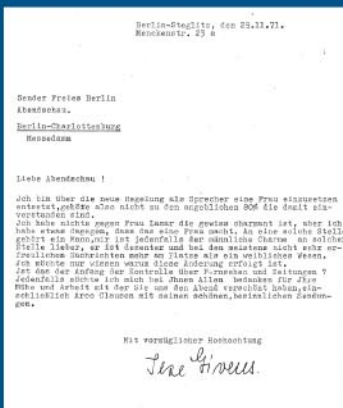 Berlin-Steglitz, den 29.11.71.
Menckenstr. 23 a
Sender Freies Berlin
Abendschau.
Berlin-Charlottenburg
Messedamm
Liebe Abendschau !
Ich bin über die neue Regelung als Sprecher eine Frau einzusetzen
entsetzt, gehöre also nicht zu den angeblichen 80% die damit ein-
verstanden sind.
Ich habe nichts gegen Frau Lamar die gewiss charmant ist, aber ich
habe etwas dagegen, dass das eine Frau macht. An eine solche Stelle
gehört ein Mann, mir ist jedenfalls der männliche Charme an solcher
Stelle lieber, er ist dezenter und bei den meistens nicht sehr er-
freulichen Nachrichten mehr am Platze als ein weibliches Wesen.
Ich möchte nur wissen warum diese Änderung erfolgt ist.
Ist das der Anfang der Kontrolle über Fernsehen und Zeitungen ?
Jedenfalls möchte ich mich bei Ihnen Allen bedanken für Ihre
Mühe und Arbeit mit der Sie uns den Abend verschönt haben, ein-
schließlich Arco Clausen mit seinen schönen, besinnlichen Sendun-
gen.
Mit vorzüglicher Hochachtung